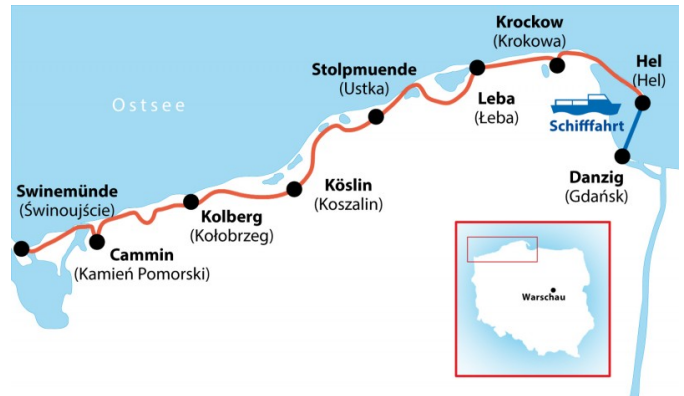 Krockow
(Krokowa)
Hel
(Hel)
Stolpmuende
(Ustka)
Ostsee
Leba
(Łeba)
Schifffahrt
Danzig
(Gdańsk)
Swinemünde
(Świnoujście)
Köslin
(Koszalin)
Kolberg
(Kołobrzeg)
Cammin
(Kamień Pomorski)
Warschau